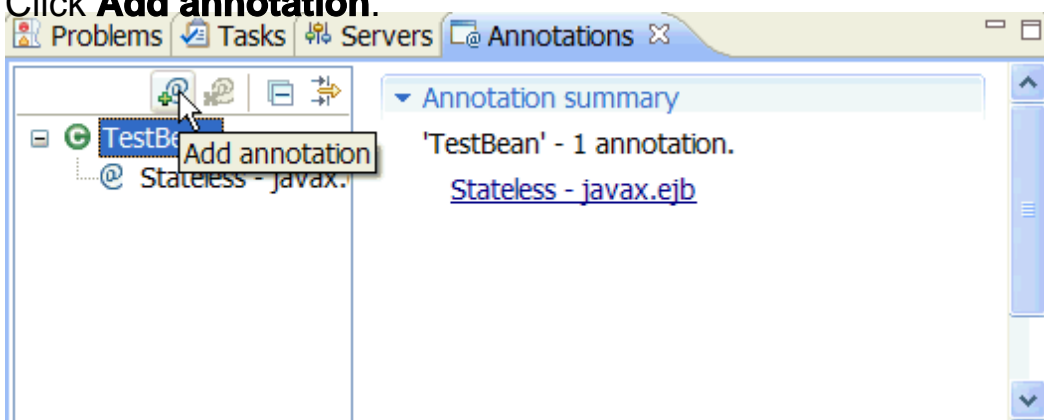 Click Add annotation.
Problems Tasks Servers Annotations
Annotation summary
TestBe
Add annotation
'TestBean' - 1 annotation.
Stateless - javax.
Stateless - javax.ejb